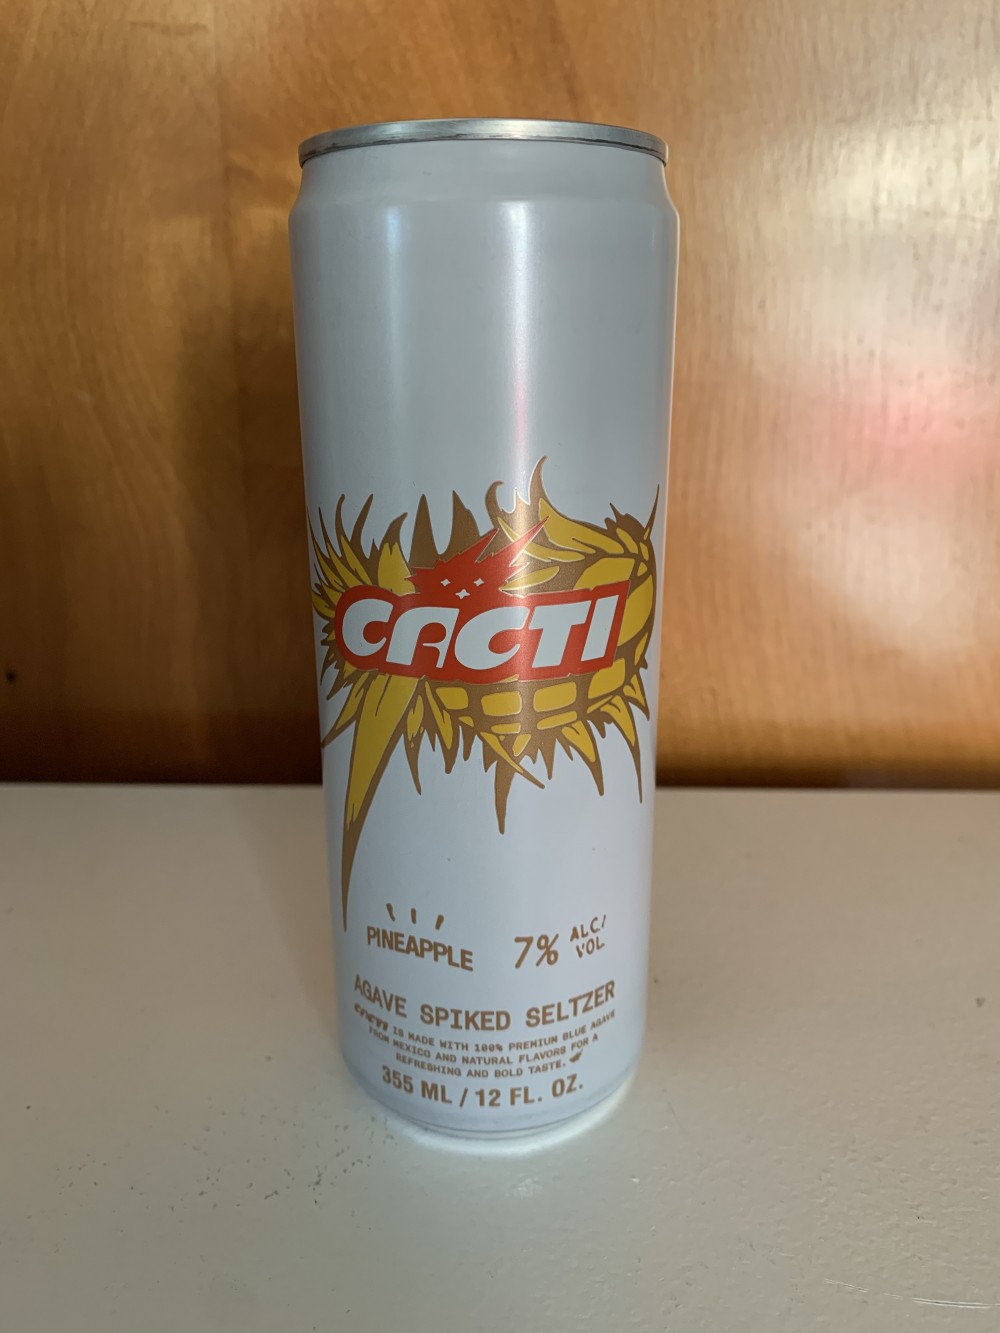 CACTI
PINEAPPLE
7% ALC/
VOL
AGAVE SPIKED SELTZER
CACTI IS MADE WITH 100% PREMIUM BLUE AGAVE
FROM MEXICO AND NATURAL FLAVORS FOR A
REFRESHING AND BOLD TASTE.
355 ML / 12 FL. OZ.